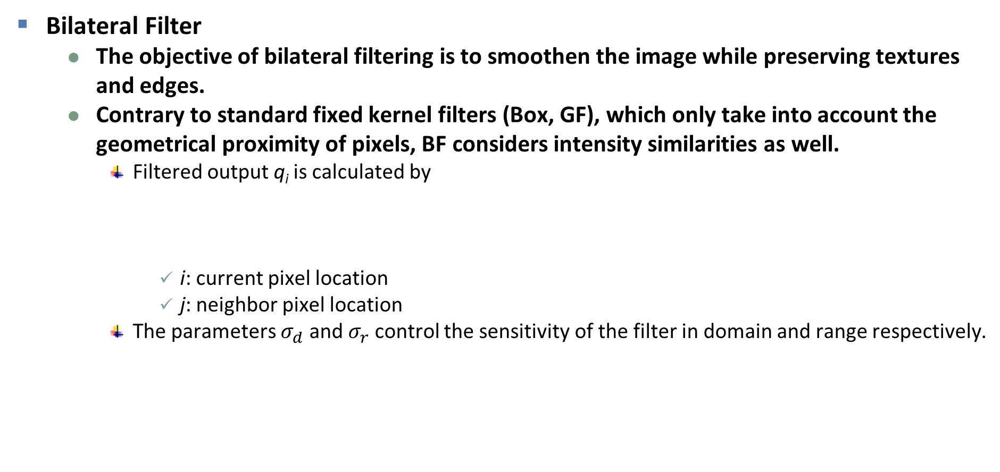 Bilateral Filter
The objective of bilateral filtering is to smoothen the image while preserving textures
and edges.
Contrary to standard fixed kernel filters (Box, GF), which only take into account the
geometrical proximity of pixels, BF considers intensity similarities as well.
Filtered output qᵢ is calculated by
i: current pixel location
j: neighbor pixel location
The parameters σ_d and σ_r control the sensitivity of the filter in domain and range respectively.